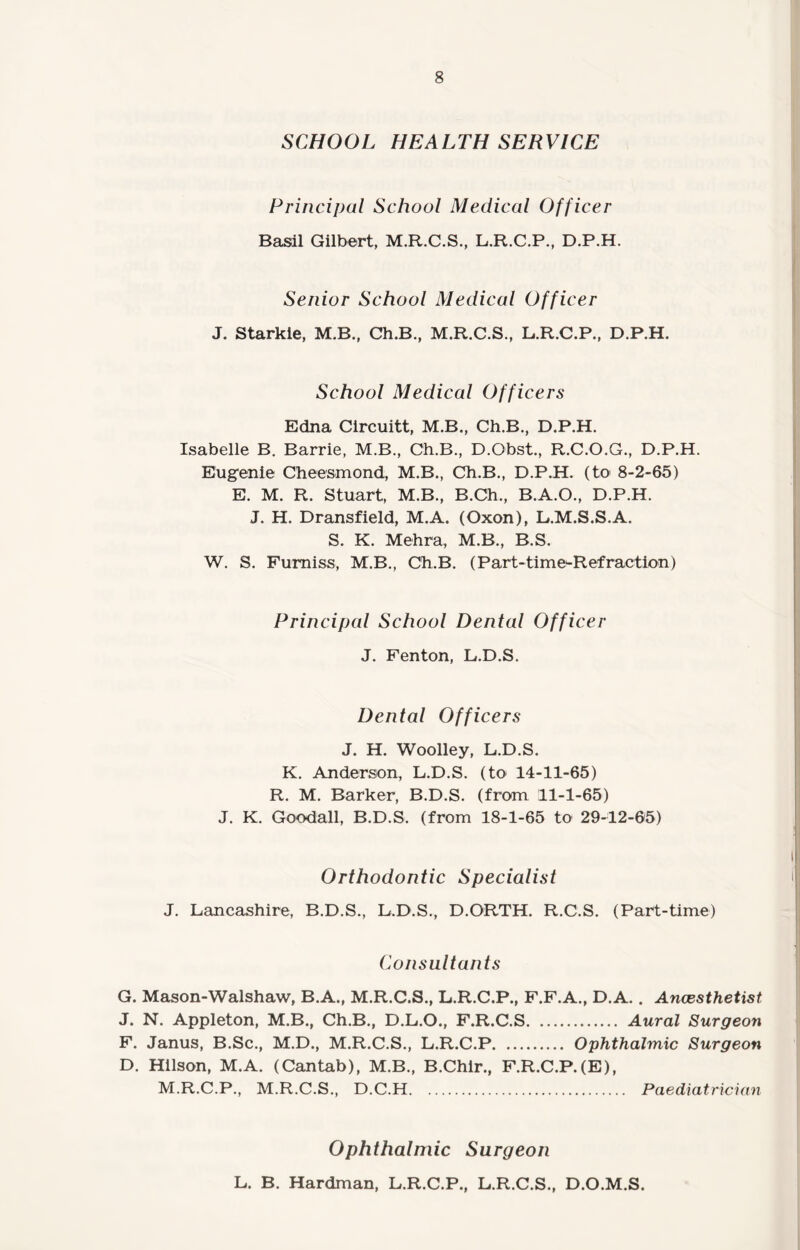 8
SCHOOL HEALTH SERVICE
Principal School Medical Officer
Basil Gilbert, M.R.C.S., L.R.C.P., D.P.H.
Senior School Medical Officer
J. Starkie, M.B., Ch.B., M.R.C.S., L.R.C.P., D.P.H.
School Medical Officers
Edna Circuitt, M.B., Ch.B., D.P.H.
Isabelle B. Barrie, M.B., Ch.B., D.Obst., R.C.O.G., D.P.H.
Eugenie Cheesmond, M.B., Ch.B., D.P.H. (to 8-2-65)
E. M. R. Stuart, M.B., B.Ch., B.A.O., D.P.H.
J. H. Dransfield, M.A. (Oxon), L.M.S.S.A.
S. K. Mehra, M.B., B.S.
W. S. Furniss, M.B., Ch.B. (Part-time-Refraction)
Principal School Dental Officer
J. Fenton, L.D.S.
Dental Officers
J. H. Woolley, L.D.S.
K. Anderson, L.D.S. (to 14-11-65)
R. M. Barker, B.D.S. (from 11-1-65)
J. K. Goodall, B.D.S. (from 18-1-65 to 29-12-65)
Orthodontic Specialist
J. Lancashire, B.D.S., L.D.S., D.ORTH. R.C.S. (Part-time)
Consultants
G. Mason-Walshaw, B.A., M.R.C.S., L.R.C.P., F.F.A., D.A. . Anæsthetist
J. N. Appleton, M.B., Ch.B., D.L.O., F.R.C.S. ............ Aural Surgeon
F. Janus, B.Sc., M.D., M.R.C.S., L.R.C.P. .......... Ophthalmic Surgeon
D. Hilson, M.A. (Cantab), M.B., B.Chir., F.R.C.P.(E),
M.R.C.P., M.R.C.S., D.C.H. ............................ Paediatrician
Ophthalmic Surgeon
L. B. Hardman, L.R.C.P., L.R.C.S., D.O.M.S.